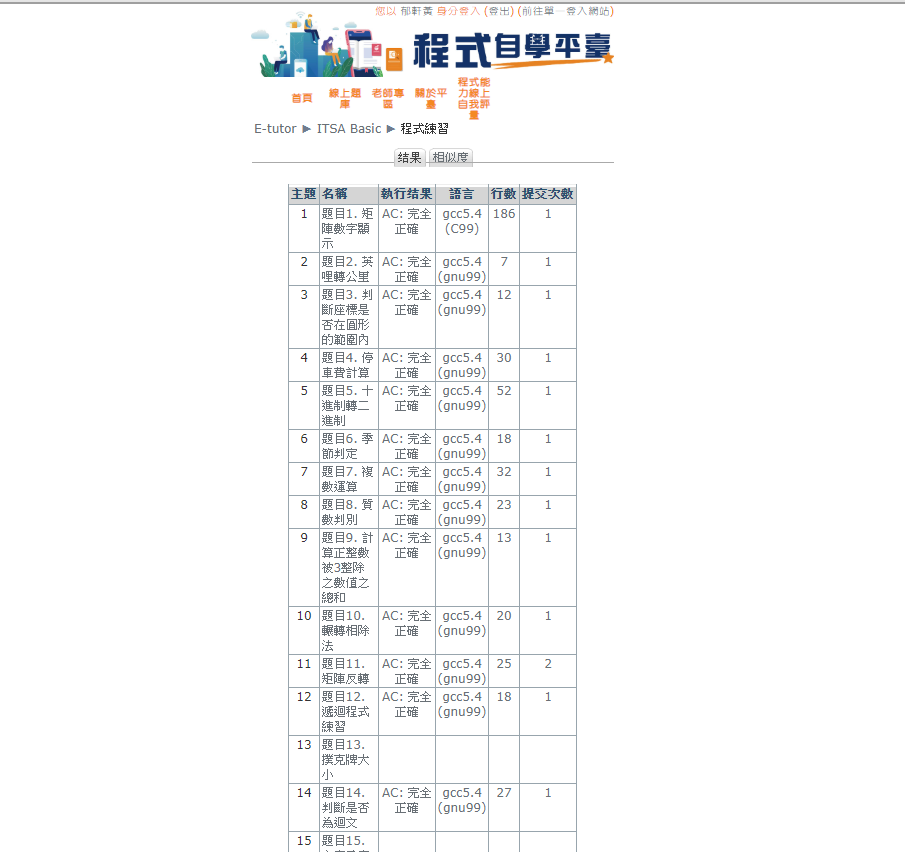 您以 郁軒黃 身分登入 (登出) (前往單一登入網站)
程式自學平臺
首頁
線上題
庫
老師專
區
關於平
臺
程式能
力線上
自我評
量
E-tutor ► ITSA Basic ► 程式練習
結果 相似度
主題 名稱 執行結果 語言 行數 提交次數
1 題目1. 矩 AC: 完全 gcc5.4 186 1
陣數字顯 正確 (C99)
示
2 題目2. 英 AC: 完全 gcc5.4 7 1
哩轉公里 正確 (gnu99)
3 題目3. 判 AC: 完全 gcc5.4 12 1
斷座標是 正確 (gnu99)
否在圓形
的範圍內
4 題目4. 停 AC: 完全 gcc5.4 30 1
車費計算 正確 (gnu99)
5 題目5. 十 AC: 完全 gcc5.4 52 1
進制轉二 正確 (gnu99)
進制
6 題目6. 季 AC: 完全 gcc5.4 18 1
節判定 正確 (gnu99)
7 題目7. 複 AC: 完全 gcc5.4 32 1
數運算 正確 (gnu99)
8 題目8. 質 AC: 完全 gcc5.4 23 1
數判別 正確 (gnu99)
9 題目9. 計 AC: 完全 gcc5.4 13 1
算正整數 正確 (gnu99)
被3整除
之數值之
總和
10 題目10. AC: 完全 gcc5.4 20 1
輾轉相除 正確 (gnu99)
法
11 題目11. AC: 完全 gcc5.4 25 2
矩陣反轉 正確 (gnu99)
12 題目12. AC: 完全 gcc5.4 18 1
遞迴程式 正確 (gnu99)
練習
13 題目13.
撲克牌大
小
14 題目14. AC: 完全 gcc5.4 27 1
判斷是否 正確 (gnu99)
為迴文
15 題目15.